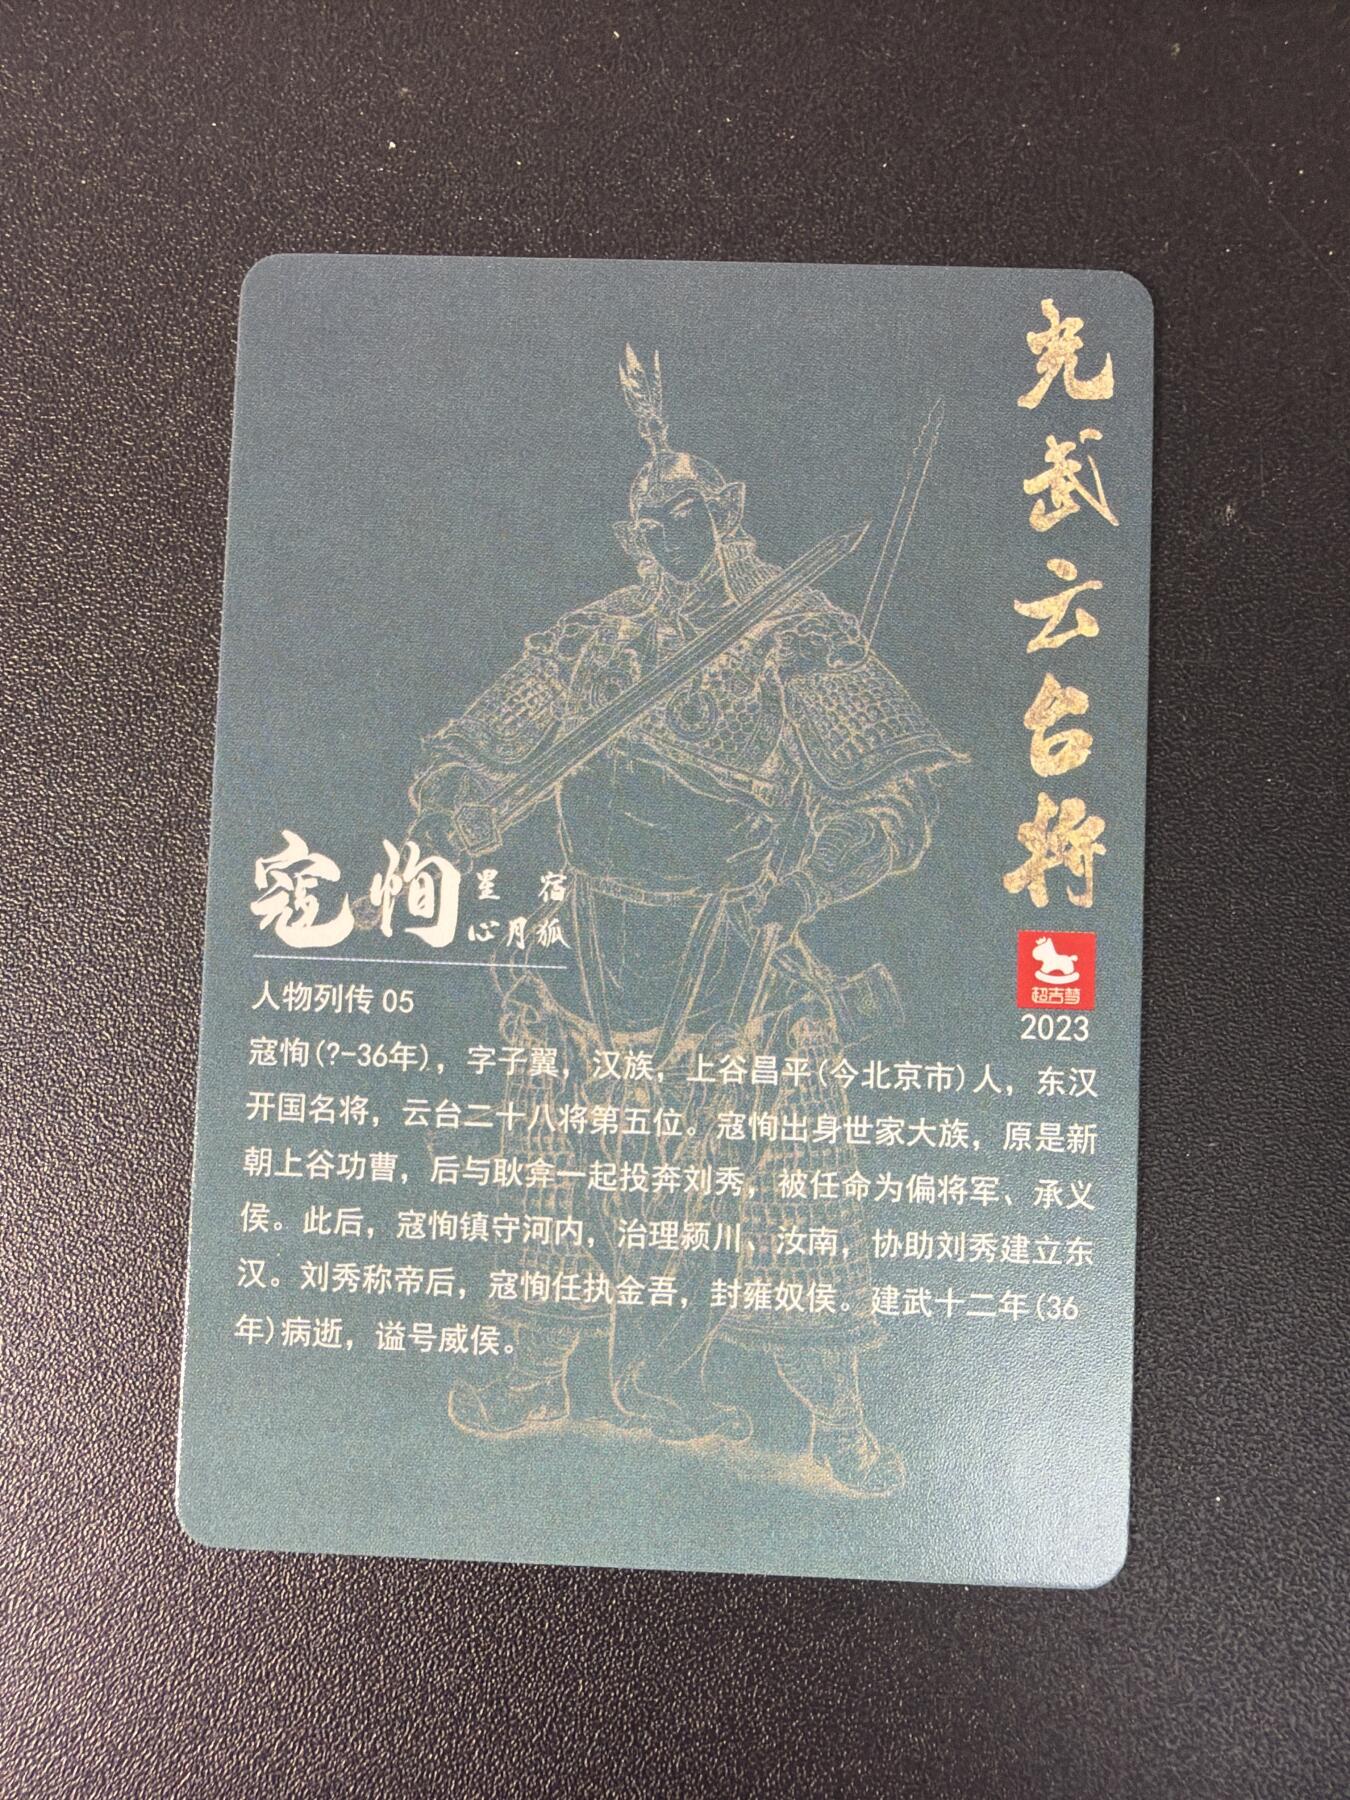 光武云台将
超吉梦
2023
寇恂
星 宿
心月狐
人物列传 05
寇恂(?-36年)，字子翼，汉族，上谷昌平(今北京市)人，东汉
开国名将，云台二十八将第五位。寇恂出身世家大族，原是新
朝上谷功曹，后与耿弇一起投奔刘秀，被任命为偏将军、承义
侯。此后，寇恂镇守河内，治理颍川、汝南，协助刘秀建立东
汉。刘秀称帝后，寇恂任执金吾，封雍奴侯。建武十二年(36
年)病逝，谥号威侯。